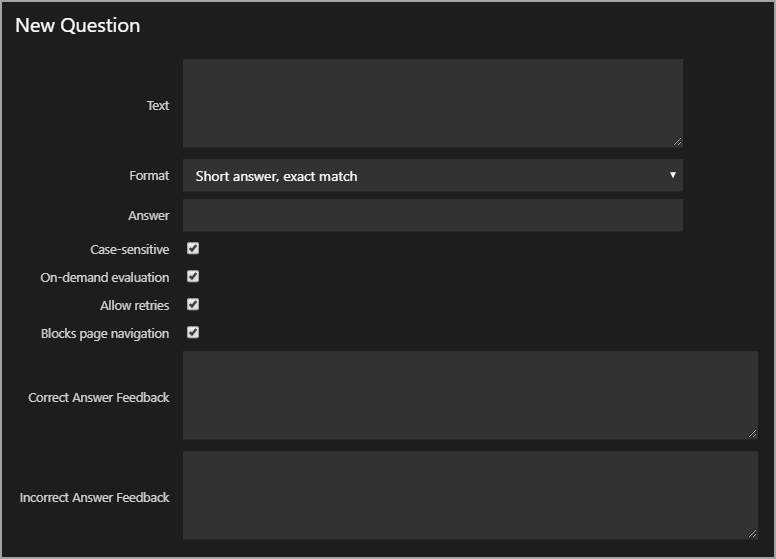 New Question
Text
Format
Short answer, exact match
Answer
Case-sensitive
On-demand evaluation
Allow retries
Blocks page navigation
Correct Answer Feedback
Incorrect Answer Feedback